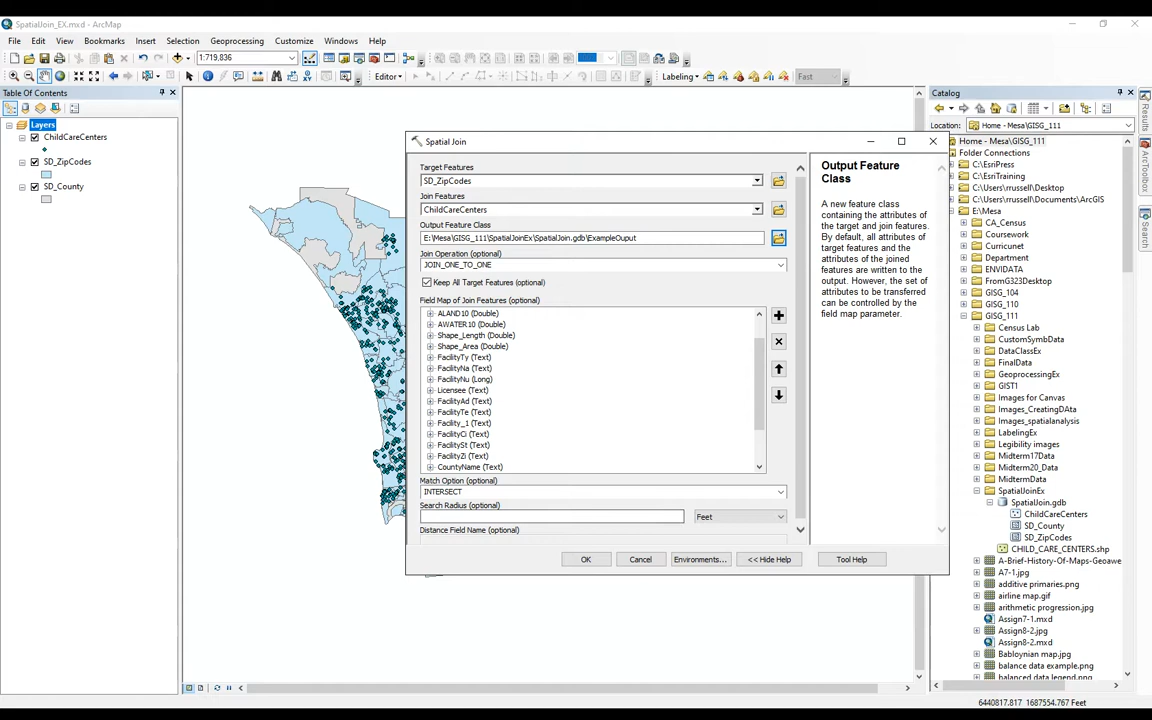 SpatialJoin_EX.mxd - ArcMap
File Edit View Bookmarks Insert Selection Geoprocessing Customize Windows Help
1:719,836
Editor
Labeling
Fast
Table Of Contents
Layers
ChildCareCenters
SD_ZipCodes
SD_County
Spatial Join
Target Features
SD_ZipCodes
Join Features
ChildCareCenters
Output Feature Class
E:\Mesa\GISG_111\SpatialJoinEx\SpatialJoin.gdb\ExampleOuput
Join Operation (optional)
JOIN_ONE_TO_ONE
Keep All Target Features (optional)
Field Map of Join Features (optional)
ALAND10 (Double)
AWATER10 (Double)
Shape_Length (Double)
Shape_Area (Double)
FacilityTy (Text)
FacilityNa (Text)
FacilityNu (Long)
Licensee (Text)
FacilityAd (Text)
FacilityTe (Text)
Facility_1 (Text)
FacilityCi (Text)
FacilitySt (Text)
FacilityZi (Text)
CountyName (Text)
Match Option (optional)
INTERSECT
Search Radius (optional)
Feet
Distance Field Name (optional)
OK
Cancel
Environments...
<< Hide Help
Tool Help
Output Feature
Class
A new feature class
containing the attributes
of the target and join
features. By default, all
attributes of target
features and the
attributes of the joined
features are written to the
output. However, the set of
attributes to be transferred
can be controlled by the
field map parameter.
Catalog
Location: Home - Mesa\GISG_111
Home - Mesa\GISG_111
Folder Connections
C:\EsriPress
C:\EsriTraining
C:\Users\rrussell\Desktop
C:\Users\rrussell\Documents\ArcGIS
E:\Mesa
CA_Census
Coursework
Curricunet
Department
ENVIDATA
FromG323Desktop
GISG_104
GISG_110
GISG_111
Census Lab
CustomSymbData
DataClassEx
FinalData
GeoprocessingEx
GIST1
Images for Canvas
Images_CreatingDAta
Images_spatialanalysis
LabelingEx
Legibility images
Midterm17Data
Midterm20_Data
MidtermData
SpatialJoinEx
SpatialJoin.gdb
ChildCareCenters
SD_County
SD_ZipCodes
CHILD_CARE_CENTERS.shp
A-Brief-History-Of-Maps-Geoawe
A7-1.jpg
additive primaries.png
airline map.gif
arithmetic progression.jpg
Assign7-1.mxd
Assign8-2.jpg
Assign8-2.mxd
Babloynian map.jpg
balance data example.png
balanced data legend.png
Results
ArcToolbox
Search
6440817.817 1687554.767 Feet